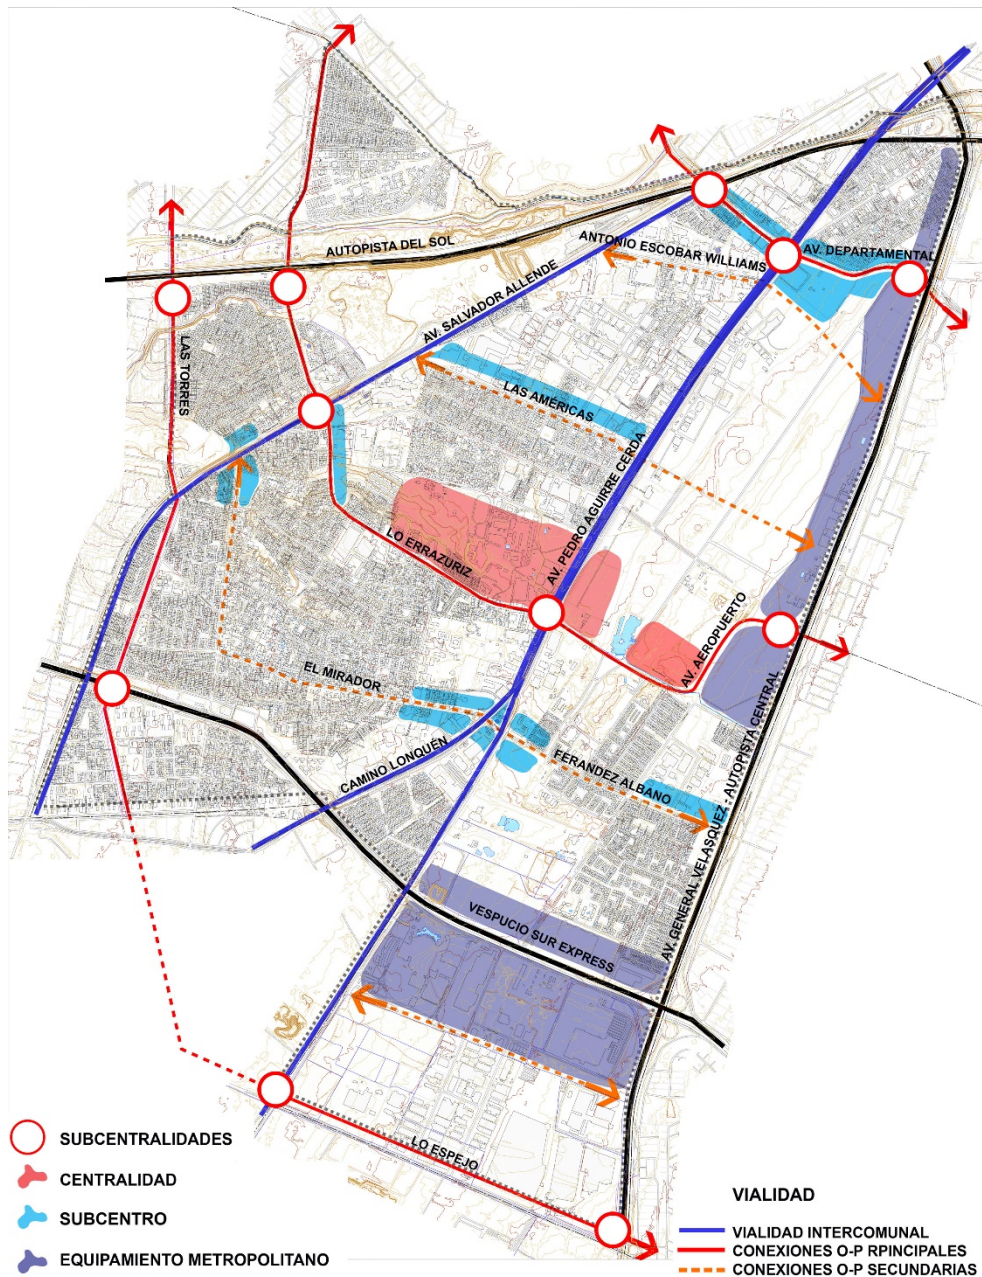 AUTOPISTA DEL SOL
ANTONIO ESCOBAR WILLIAMS
AV. DEPARTAMENTAL
AV. SALVADOR ALLENDE
LAS TORRES
LAS AMÉRICAS
AV. PEDRO AGUIRRE CERDA
LO ERRAZURIZ
AV. AEROPUERTO
EL MIRADOR
CAMINO LONQUÉN
FERANDEZ ALBANO
AV. GENERAL VELASQUEZ - AUTOPISTA CENTRAL
VESPUCIO SUR EXPRESS
LO ESPEJO
SUBCENTRALIDADES
CENTRALIDAD
SUBCENTRO
EQUIPAMIENTO METROPOLITANO
VIALIDAD
VIALIDAD INTERCOMUNAL
CONEXIONES O-P RPINCIPALES
CONEXIONES O-P SECUNDARIAS